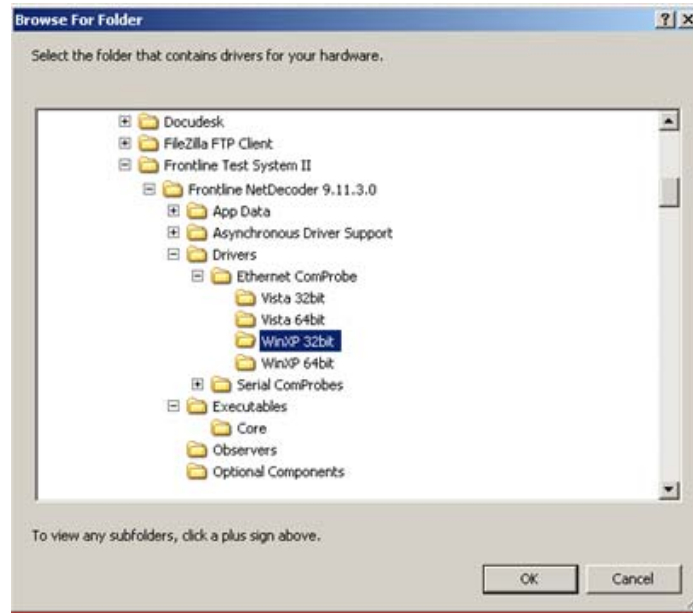 Browse For Folder
Select the folder that contains drivers for your hardware.
Docudesk
FileZilla FTP Client
Frontline Test System II
Frontline NetDecoder 9.11.3.0
App Data
Asynchronous Driver Support
Drivers
Ethernet ComProbe
Vista 32bit
Vista 64bit
WinXP 32bit
WinXP 64bit
Serial ComProbes
Executables
Core
Observers
Optional Components
To view any subfolders, click a plus sign above.
OK Cancel